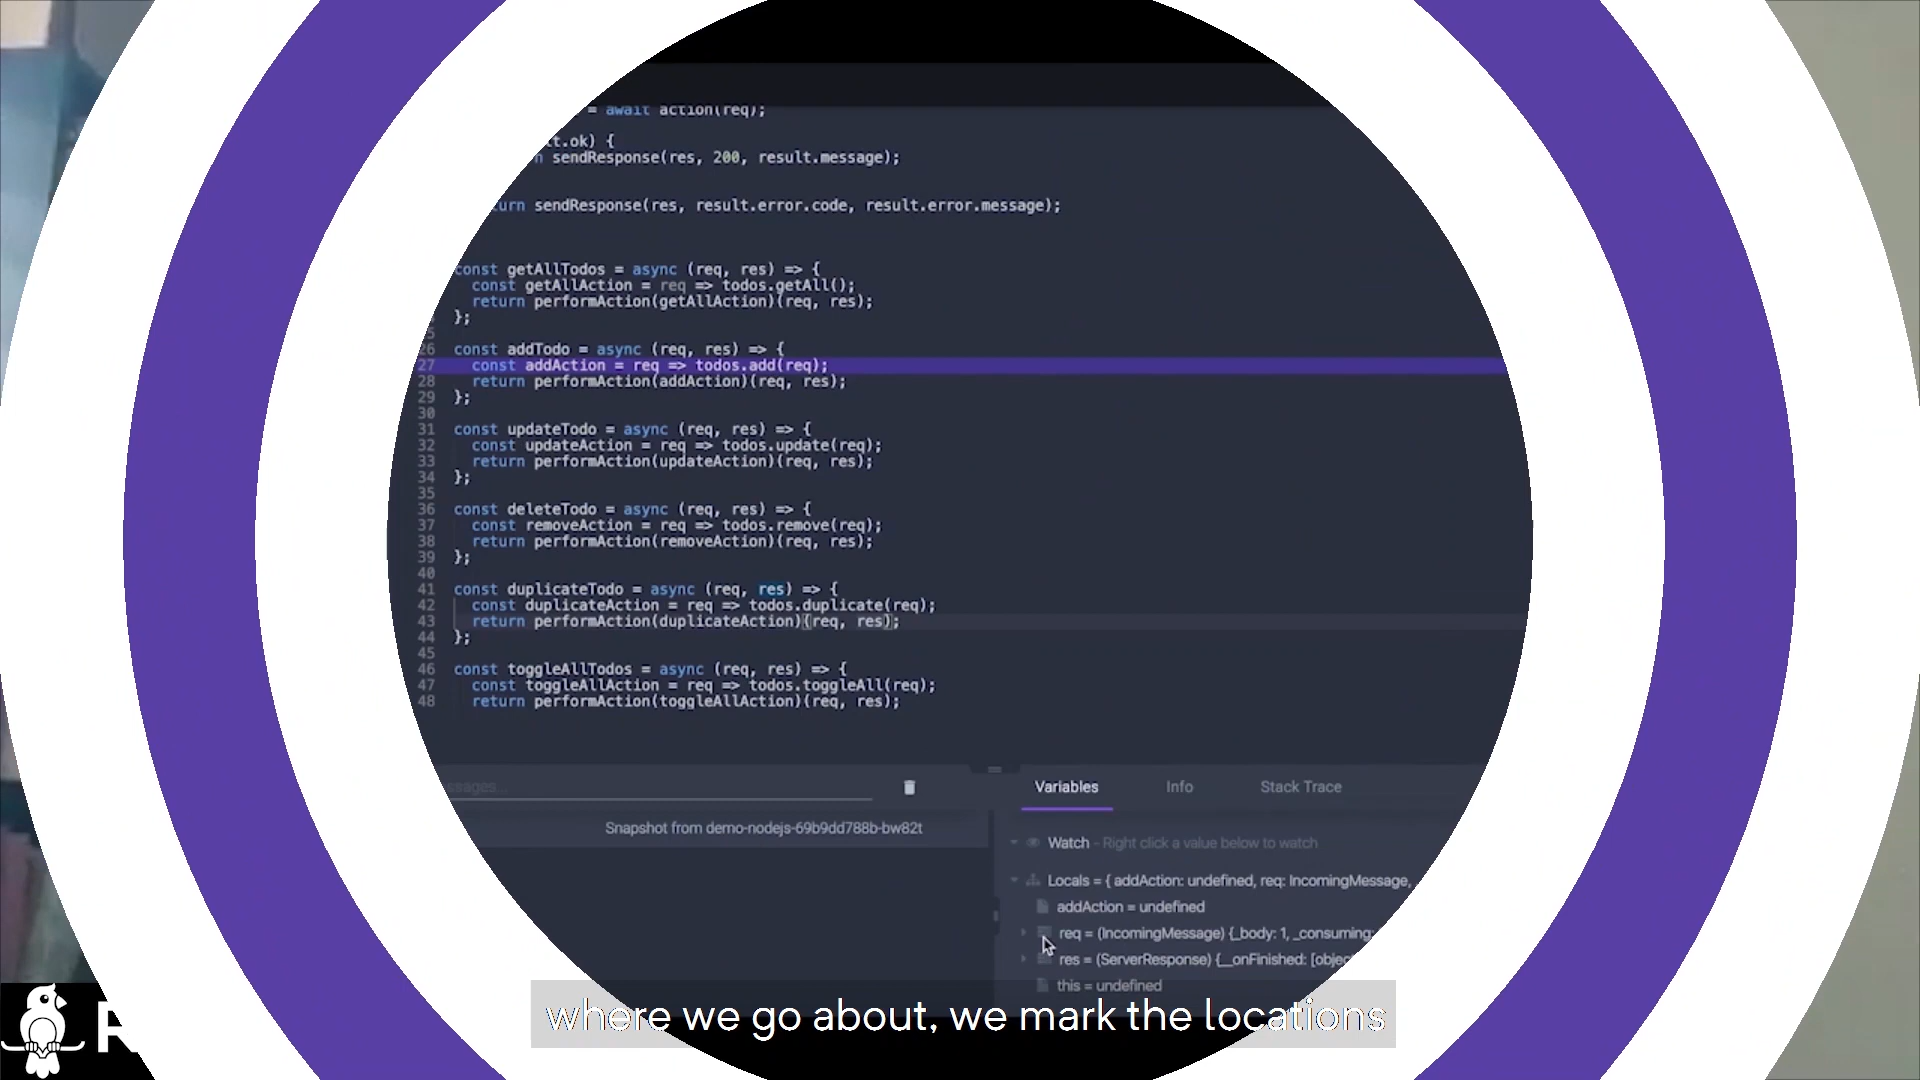 = await action(req);
t.ok) {
n sendResponse(res, 200, result.message);
urn sendResponse(res, result.error.code, result.error.message);
const getAllTodos = async (req, res) => {
const getAllAction = req => todos.getAll();
return performAction(getAllAction)(req, res);
};
26 const addTodo = async (req, res) => {
27 const addAction = req => todos.add(req);
28 return performAction(addAction)(req, res);
29 };
30
31 const updateTodo = async (req, res) => {
32 const updateAction = req => todos.update(req);
33 return performAction(updateAction)(req, res);
34 };
35
36 const deleteTodo = async (req, res) => {
37 const removeAction = req => todos.remove(req);
38 return performAction(removeAction)(req, res);
39 };
40
41 const duplicateTodo = async (req, res) => {
42 const duplicateAction = req => todos.duplicate(req);
43 return performAction(duplicateAction)(req, res);
44 };
45
46 const toggleAllTodos = async (req, res) => {
47 const toggleAllAction = req => todos.toggleAll(req);
48 return performAction(toggleAllAction)(req, res);
Variables Info Stack Trace
Snapshot from demo-nodejs-69b9dd788b-bw82t
Watch - Right click a value below to watch
Locals = { addAction: undefined, req: IncomingMessage,
addAction = undefined
req = (IncomingMessage) {_body: 1, _consuming:
res = (ServerResponse) {__onFinished: [objec
this = undefined
where we go about, we mark the locations
R